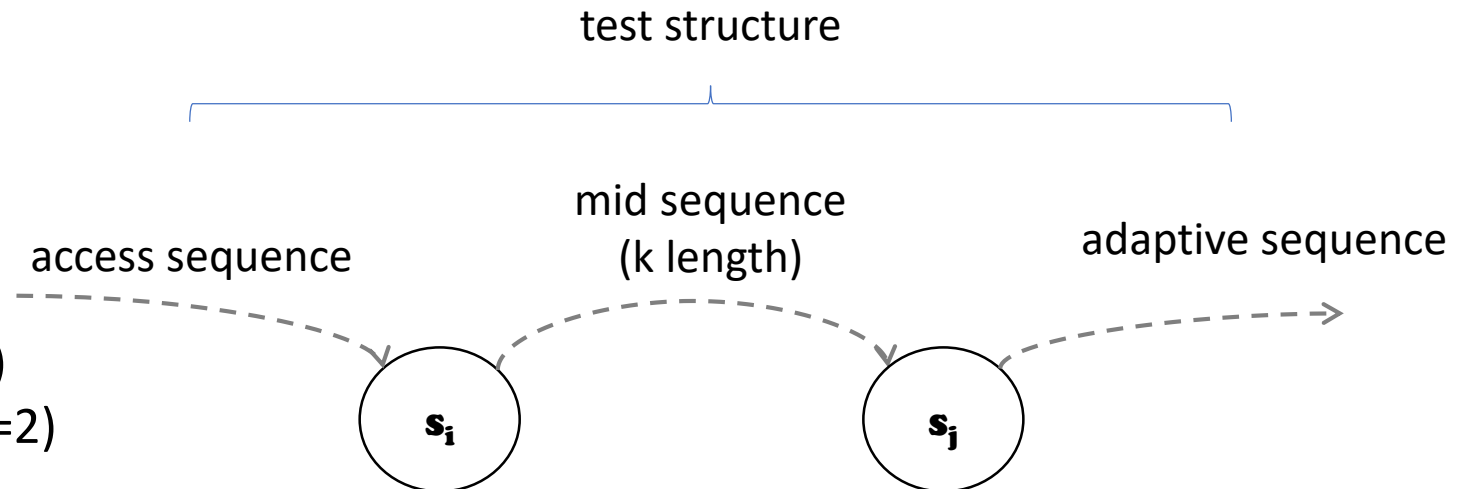 test structure
mid sequence
(k length)
access sequence
adaptive sequence
)
=2)
s_i
s_j